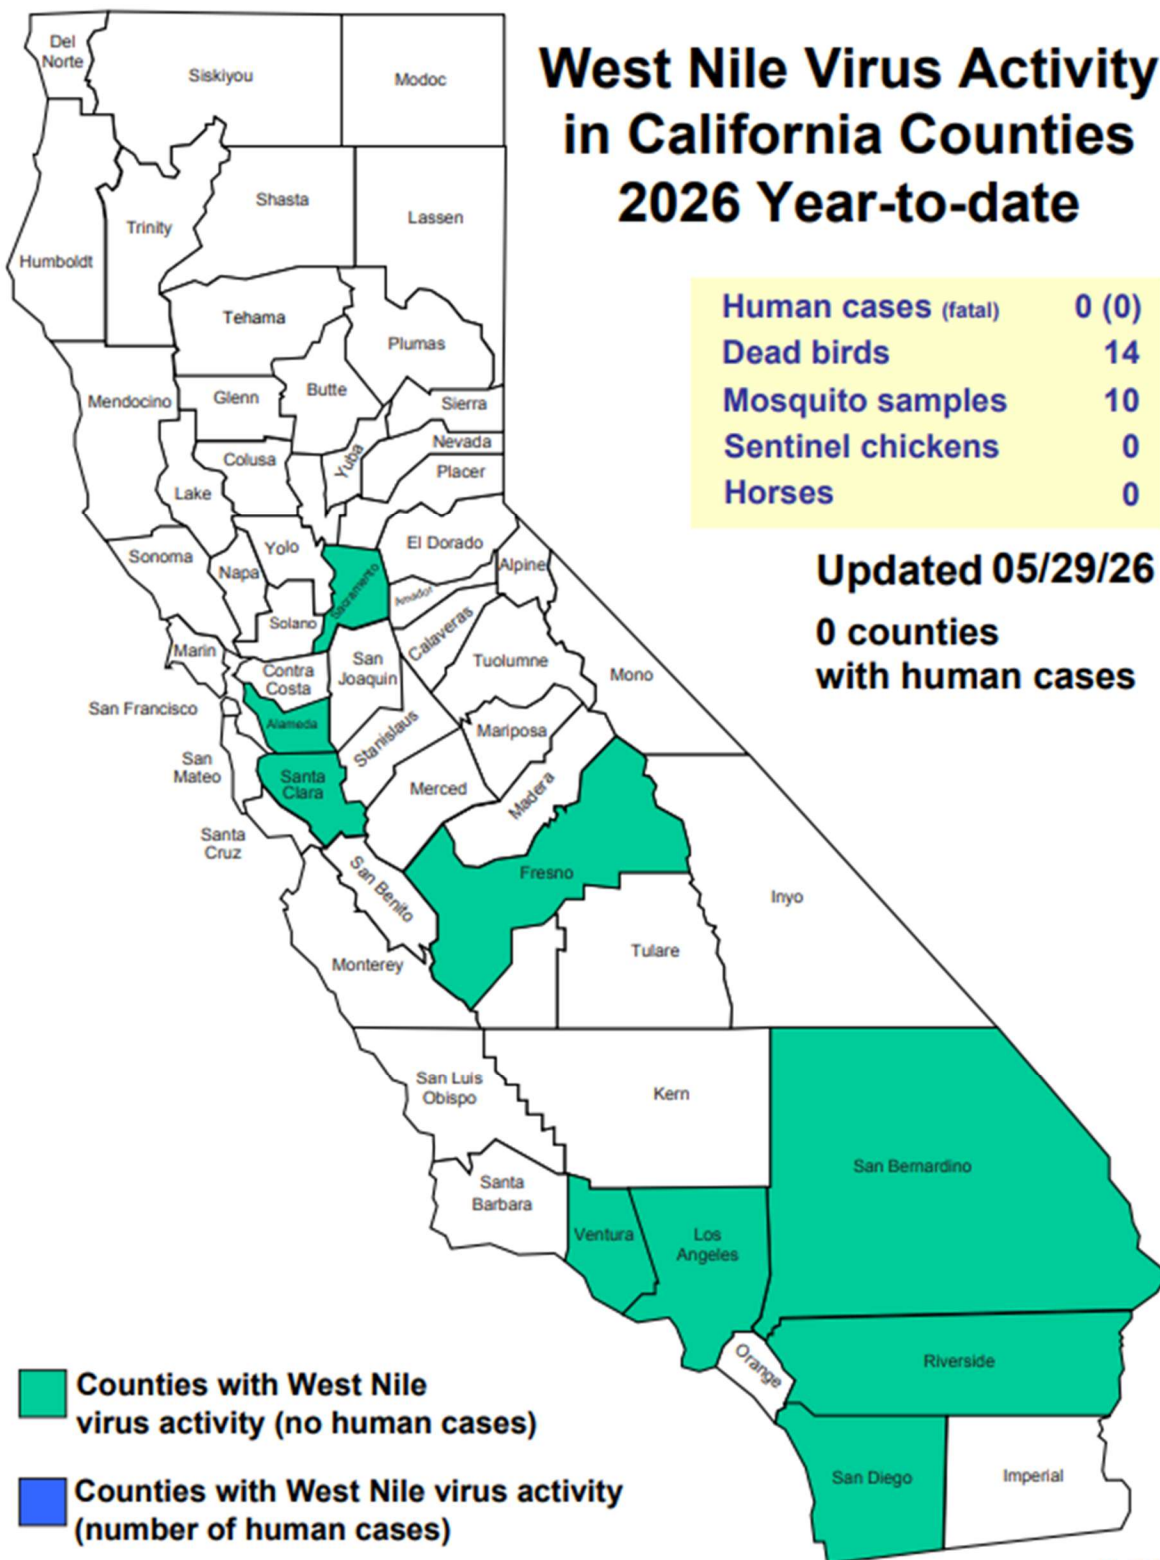 West Nile Virus Activity
in California Counties
2026 Year-to-date
Human cases (fatal) 0 (0)
Dead birds 14
Mosquito samples 10
Sentinel chickens 0
Horses 0
Updated 05/29/26
0 counties
with human cases
Del
Norte
Siskiyou
Modoc
Shasta
Lassen
Trinity
Humboldt
Tehama
Plumas
Mendocino
Glenn
Butte
Sierra
Nevada
Yuba
Colusa
Placer
Lake
Sonoma
Yolo
El Dorado
Napa
Sacramento
Alpine
Amador
Solano
Calaveras
Marin
Contra
Costa
San
Joaquin
Tuolumne
Mono
San Francisco
Alameda
Stanislaus
Mariposa
San
Mateo
Santa
Clara
Merced
Madera
Santa
Cruz
San Benito
Fresno
Inyo
Monterey
Tulare
San Luis
Obispo
Kern
San Bernardino
Santa
Barbara
Ventura
Los
Angeles
Orange
Riverside
San Diego
Imperial
Counties with West Nile
virus activity (no human cases)
Counties with West Nile virus activity
(number of human cases)